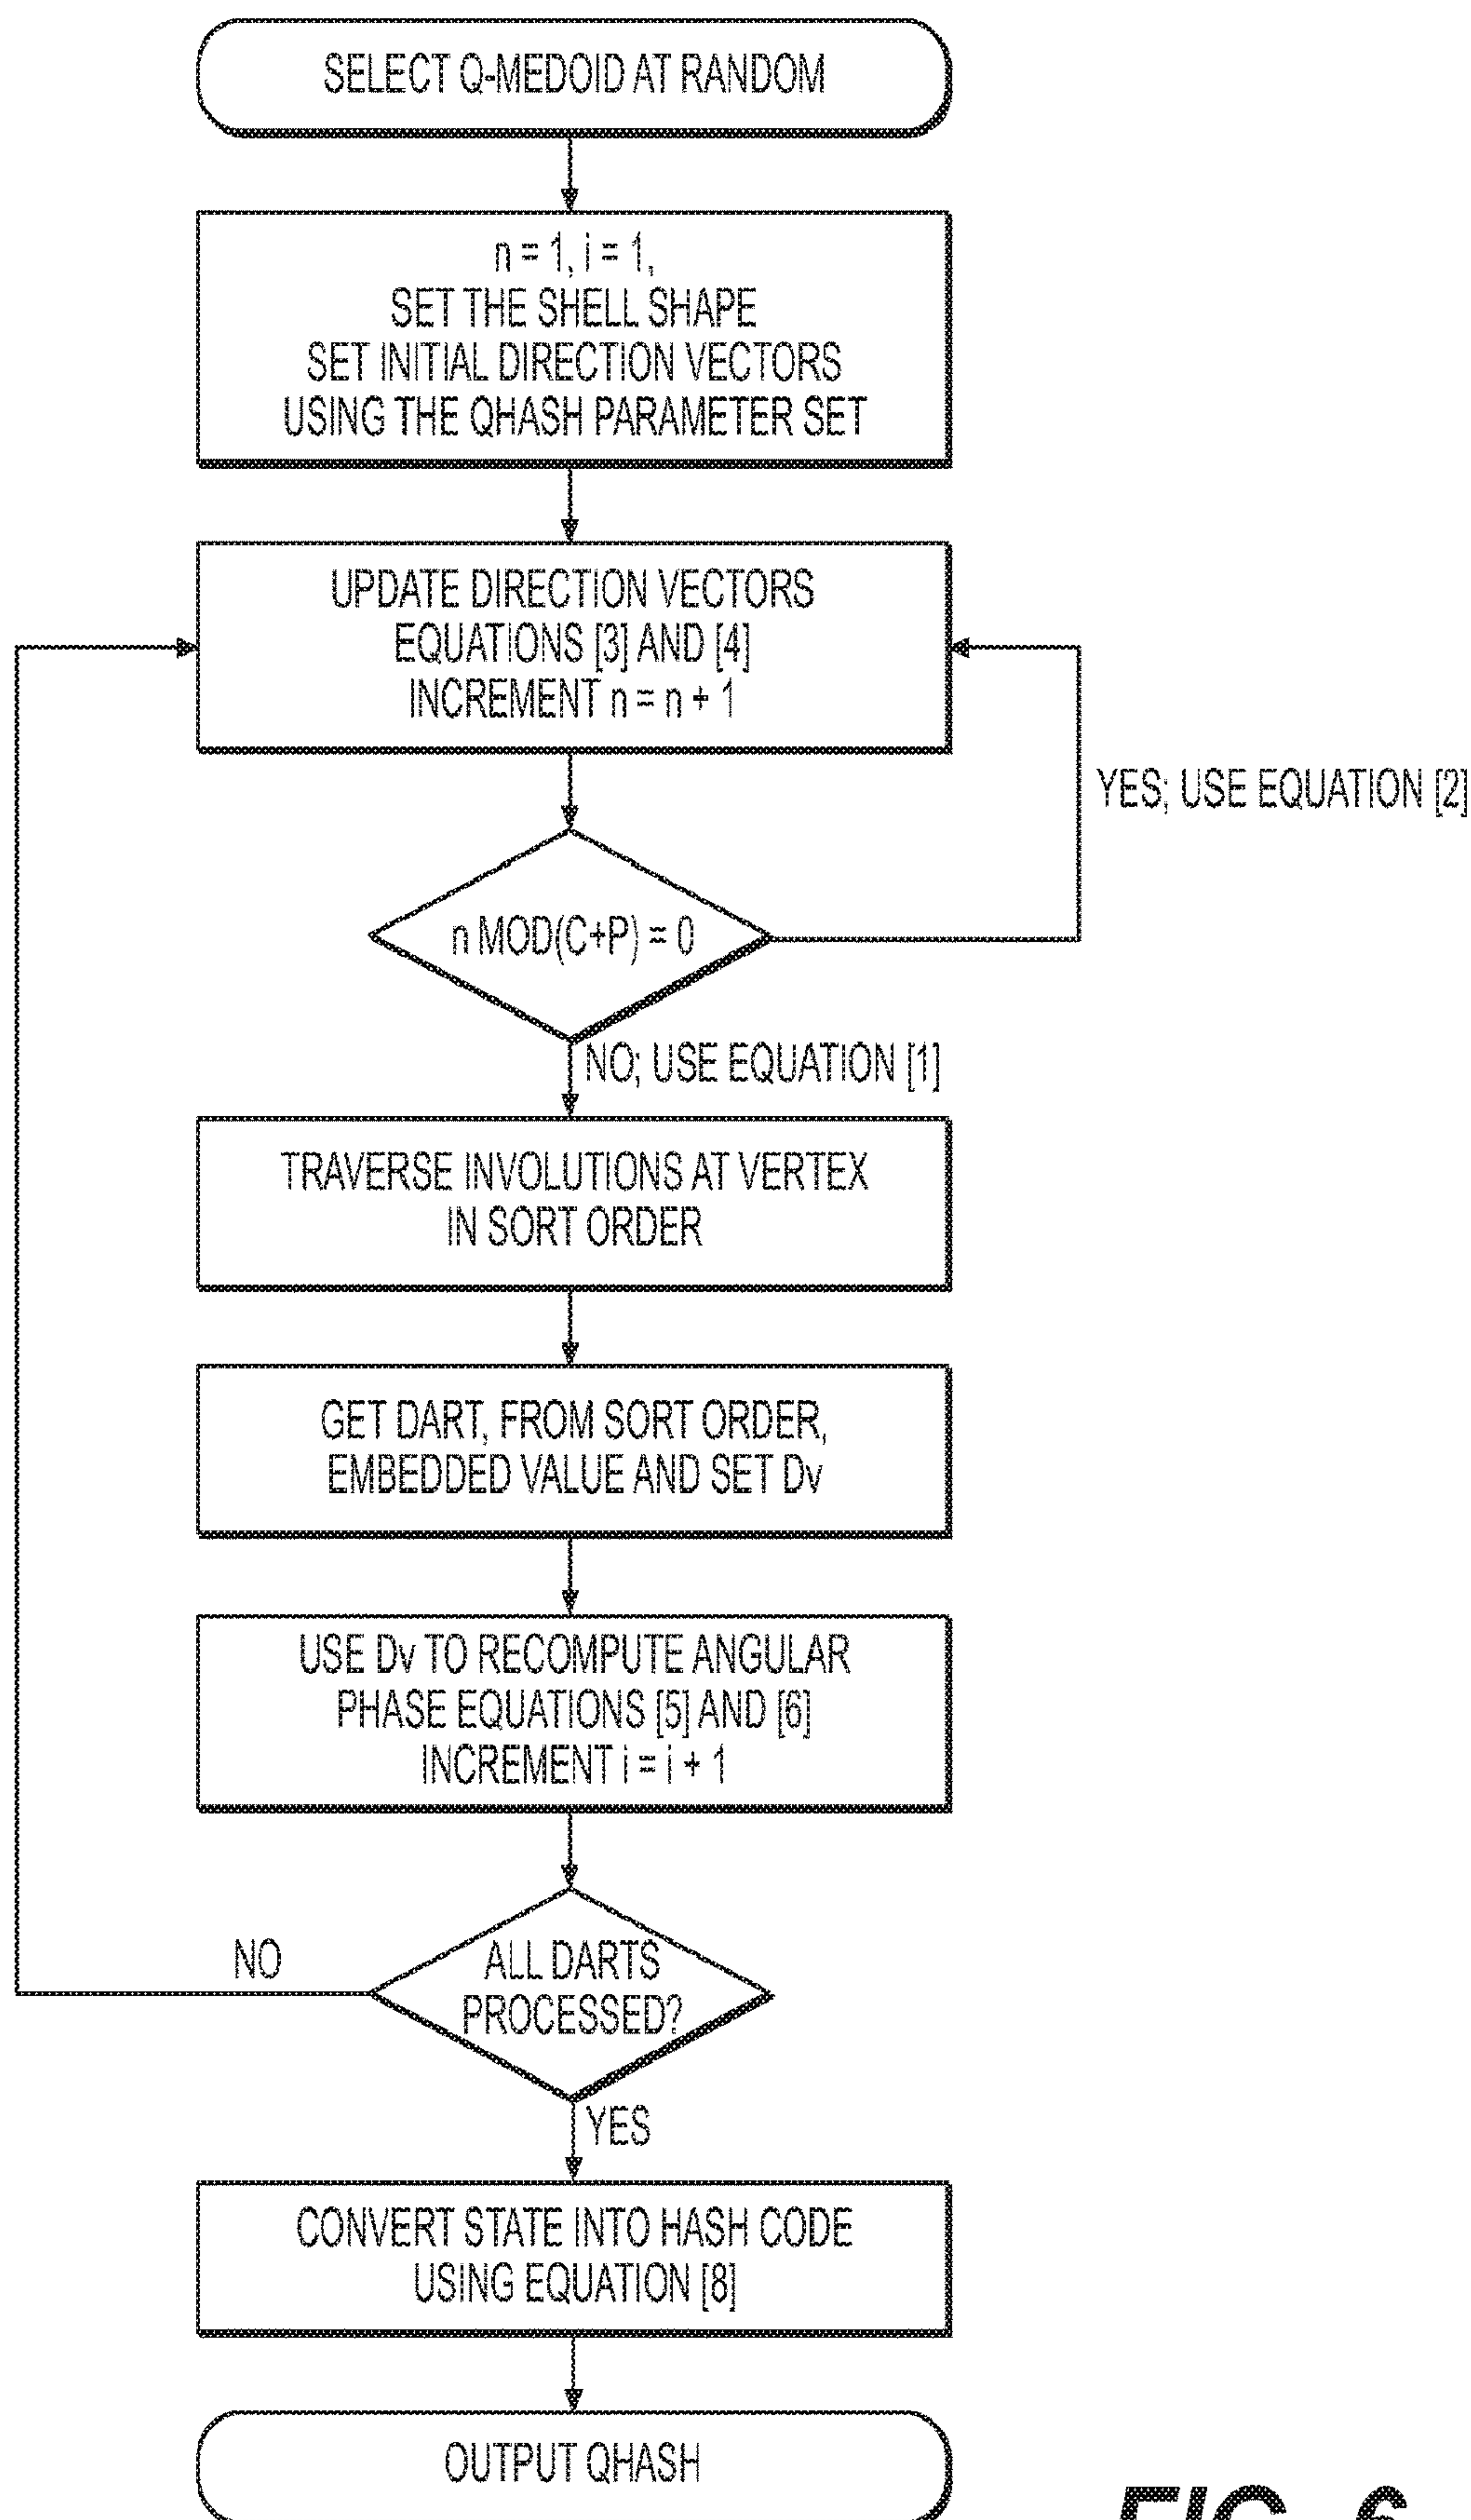 SELECT Q-MEDOID AT RANDOM
n = 1, i = 1,
SET THE SHELL SHAPE
SET INITIAL DIRECTION VECTORS
USING THE QHASH PARAMETER SET
UPDATE DIRECTION VECTORS
EQUATIONS [3] AND [4]
INCREMENT n = n + 1
YES; USE EQUATION [2]
n MOD(C+P) = 0
NO; USE EQUATION [1]
TRAVERSE INVOLUTIONS AT VERTEX
IN SORT ORDER
GET DART, FROM SORT ORDER,
EMBEDDED VALUE AND SET Dv
USE Dv TO RECOMPUTE ANGULAR
PHASE EQUATIONS [5] AND [6]
INCREMENT i = i + 1
NO
ALL DARTS
PROCESSED?
YES
CONVERT STATE INTO HASH CODE
USING EQUATION [8]
OUTPUT QHASH
FIG. 6